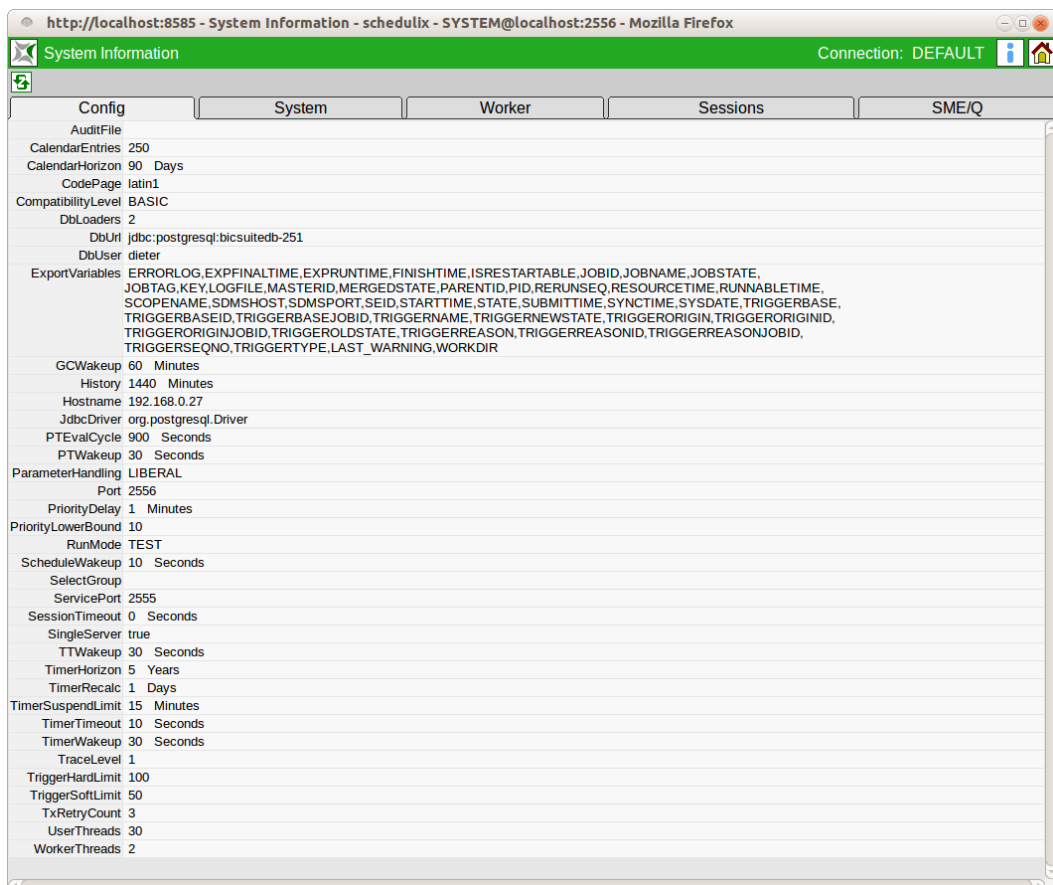 http://localhost:8585 - System Information - schedulix - SYSTEM@localhost:2556 - Mozilla Firefox
System Information Connection: DEFAULT
Config System Worker Sessions SME/Q
AuditFile
CalendarEntries 250
CalendarHorizon 90 Days
CodePage latin1
CompatibilityLevel BASIC
DbLoaders 2
DbUrl jdbc:postgresql:bicsuitedb-251
DbUser dieter
ExportVariables ERRORLOG,EXPFINALTIME,EXPRUNTIME,FINISHTIME,ISRESTARTABLE,JOBID,JOBNAME,JOBSTATE,
JOBTAG,KEY,LOGFILE,MASTERID,MERGEDSTATE,PARENTID,PID,RERUNSEQ,RESOURCETIME,RUNNABLETIME,
SCOPENAME,SDMSHOST,SDMSPORT,SEID,STARTTIME,STATE,SUBMITTIME,SYNCTIME,SYSDATE,TRIGGERBASE,
TRIGGERBASEID,TRIGGERBASEJOBID,TRIGGERNAME,TRIGGERNEWSTATE,TRIGGERORIGIN,TRIGGERORIGINID,
TRIGGERORIGINJOBID,TRIGGEROLDSTATE,TRIGGERREASON,TRIGGERREASONID,TRIGGERREASONJOBID,
TRIGGERSEQNO,TRIGGERTYPE,LAST_WARNING,WORKDIR
GCWakeup 60 Minutes
History 1440 Minutes
Hostname 192.168.0.27
JdbcDriver org.postgresql.Driver
PTEvalCycle 900 Seconds
PTWakeup 30 Seconds
ParameterHandling LIBERAL
Port 2556
PriorityDelay 1 Minutes
PriorityLowerBound 10
RunMode TEST
ScheduleWakeup 10 Seconds
SelectGroup
ServicePort 2555
SessionTimeout 0 Seconds
SingleServer true
TTWakeup 30 Seconds
TimerHorizon 5 Years
TimerRecalc 1 Days
TimerSuspendLimit 15 Minutes
TimerTimeout 10 Seconds
TimerWakeup 30 Seconds
TraceLevel 1
TriggerHardLimit 100
TriggerSoftLimit 50
TxRetryCount 3
UserThreads 30
WorkerThreads 2